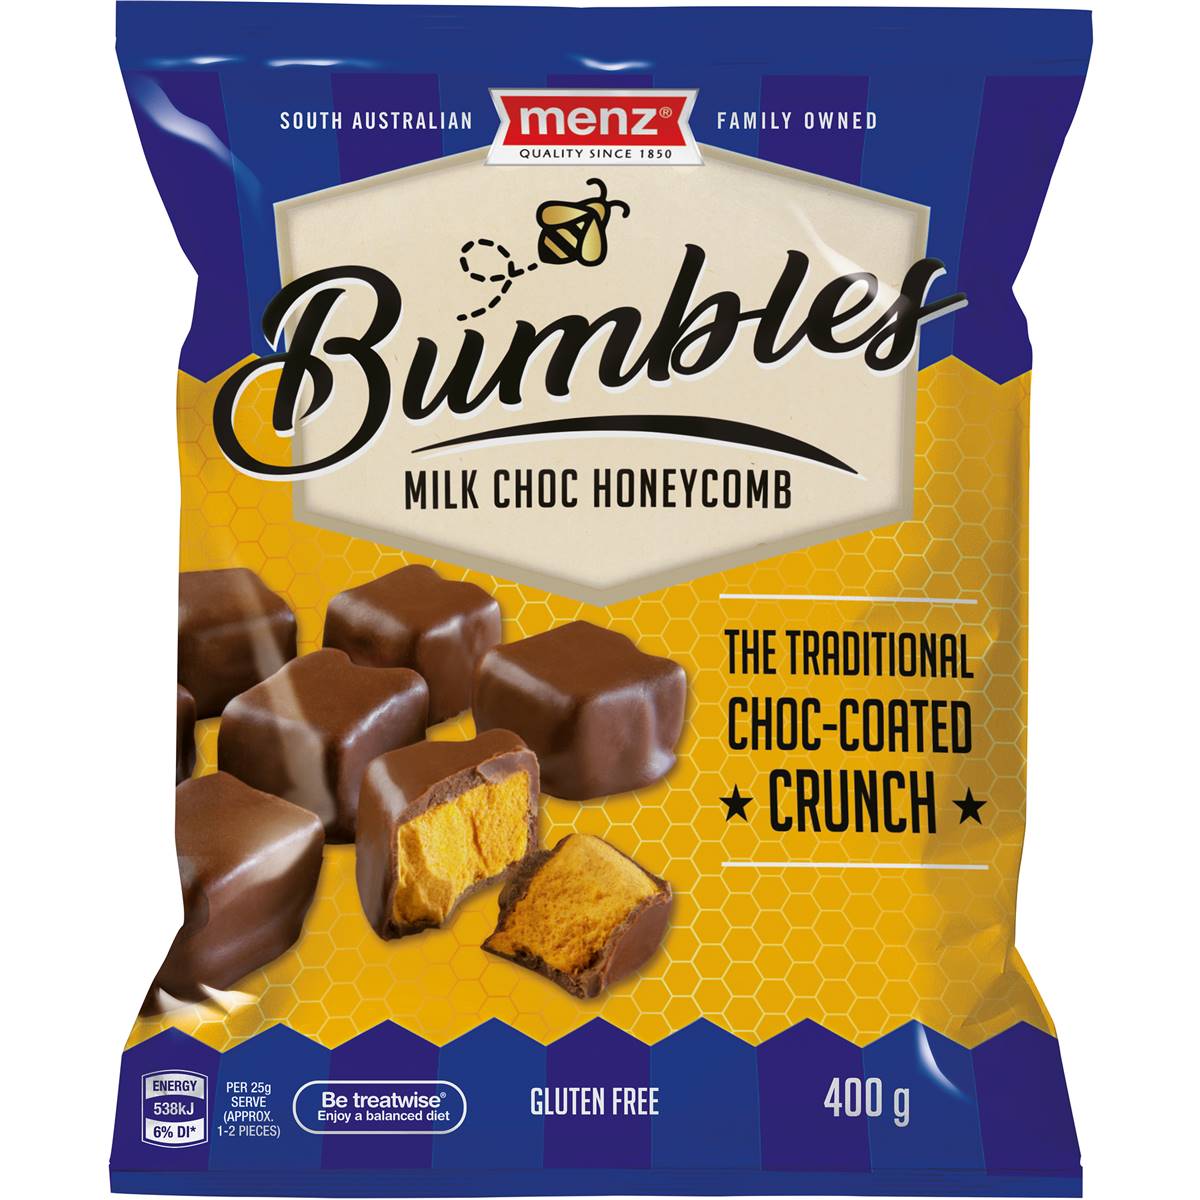 SOUTH AUSTRALIAN
menz®
QUALITY SINCE 1850
FAMILY OWNED
Bumbles
MILK CHOC HONEYCOMB
THE TRADITIONAL
CHOC-COATED
★ CRUNCH ★
ENERGY
538kJ
6% DI*
PER 25g
SERVE
(APPROX.
1-2 PIECES)
Be treatwise®
Enjoy a balanced diet
GLUTEN FREE
400 g